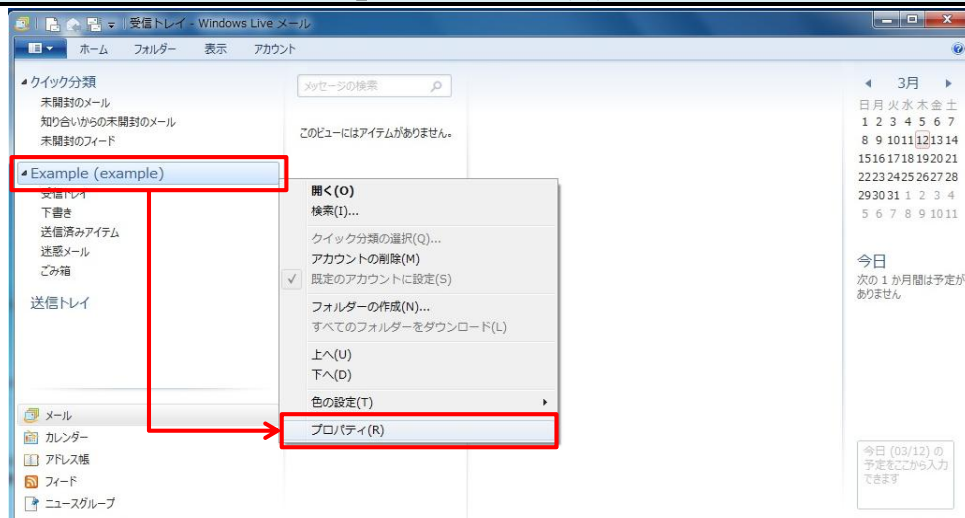 受信トレイ - Windows Live メール
ホーム フォルダー 表示 アカウント
クイック分類
未開封のメール
知り合いからの未開封のメール
未開封のフィード
Example (example)
受信トレイ
下書き
送信済みアイテム
迷惑メール
ごみ箱
送信トレイ
メール
カレンダー
アドレス帳
フィード
ニュースグループ
メッセージの検索
このビューにはアイテムがありません。
開く(O)
検索(I)...
クイック分類の選択(Q)...
アカウントの削除(M)
既定のアカウントに設定(S)
フォルダーの作成(N)...
すべてのフォルダーをダウンロード(L)
上へ(U)
下へ(D)
色の設定(T)
プロパティ(R)
3月
日 月 火 水 木 金 土
1 2 3 4 5 6 7
8 9 10 11 12 13 14
15 16 17 18 19 20 21
22 23 24 25 26 27 28
29 30 31 1 2 3 4
5 6 7 8 9 10 11
今日
次の 1 か月間は予定が
ありません
今日 (03/12) の
予定をここから入力
できます